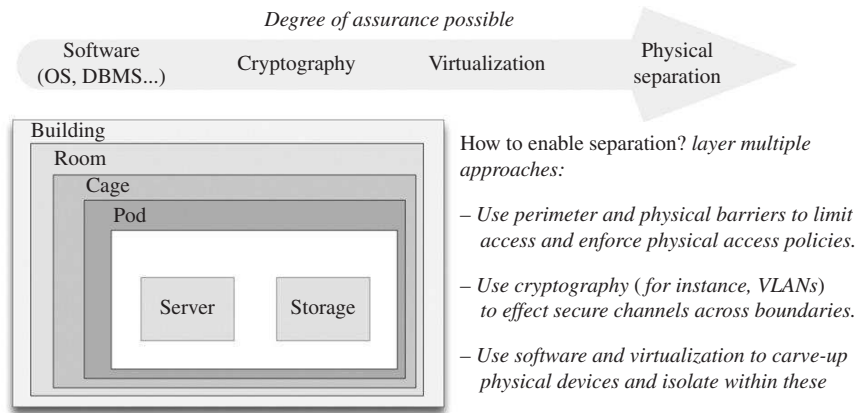 Degree of assurance possible
Software
(OS, DBMS...)
Cryptography
Virtualization
Physical
separation
Building
Room
Cage
Pod
Server
Storage
How to enable separation? layer multiple
approaches:
– Use perimeter and physical barriers to limit
access and enforce physical access policies.
– Use cryptography (for instance, VLANs)
to effect secure channels across boundaries.
– Use software and virtualization to carve-up
physical devices and isolate within these